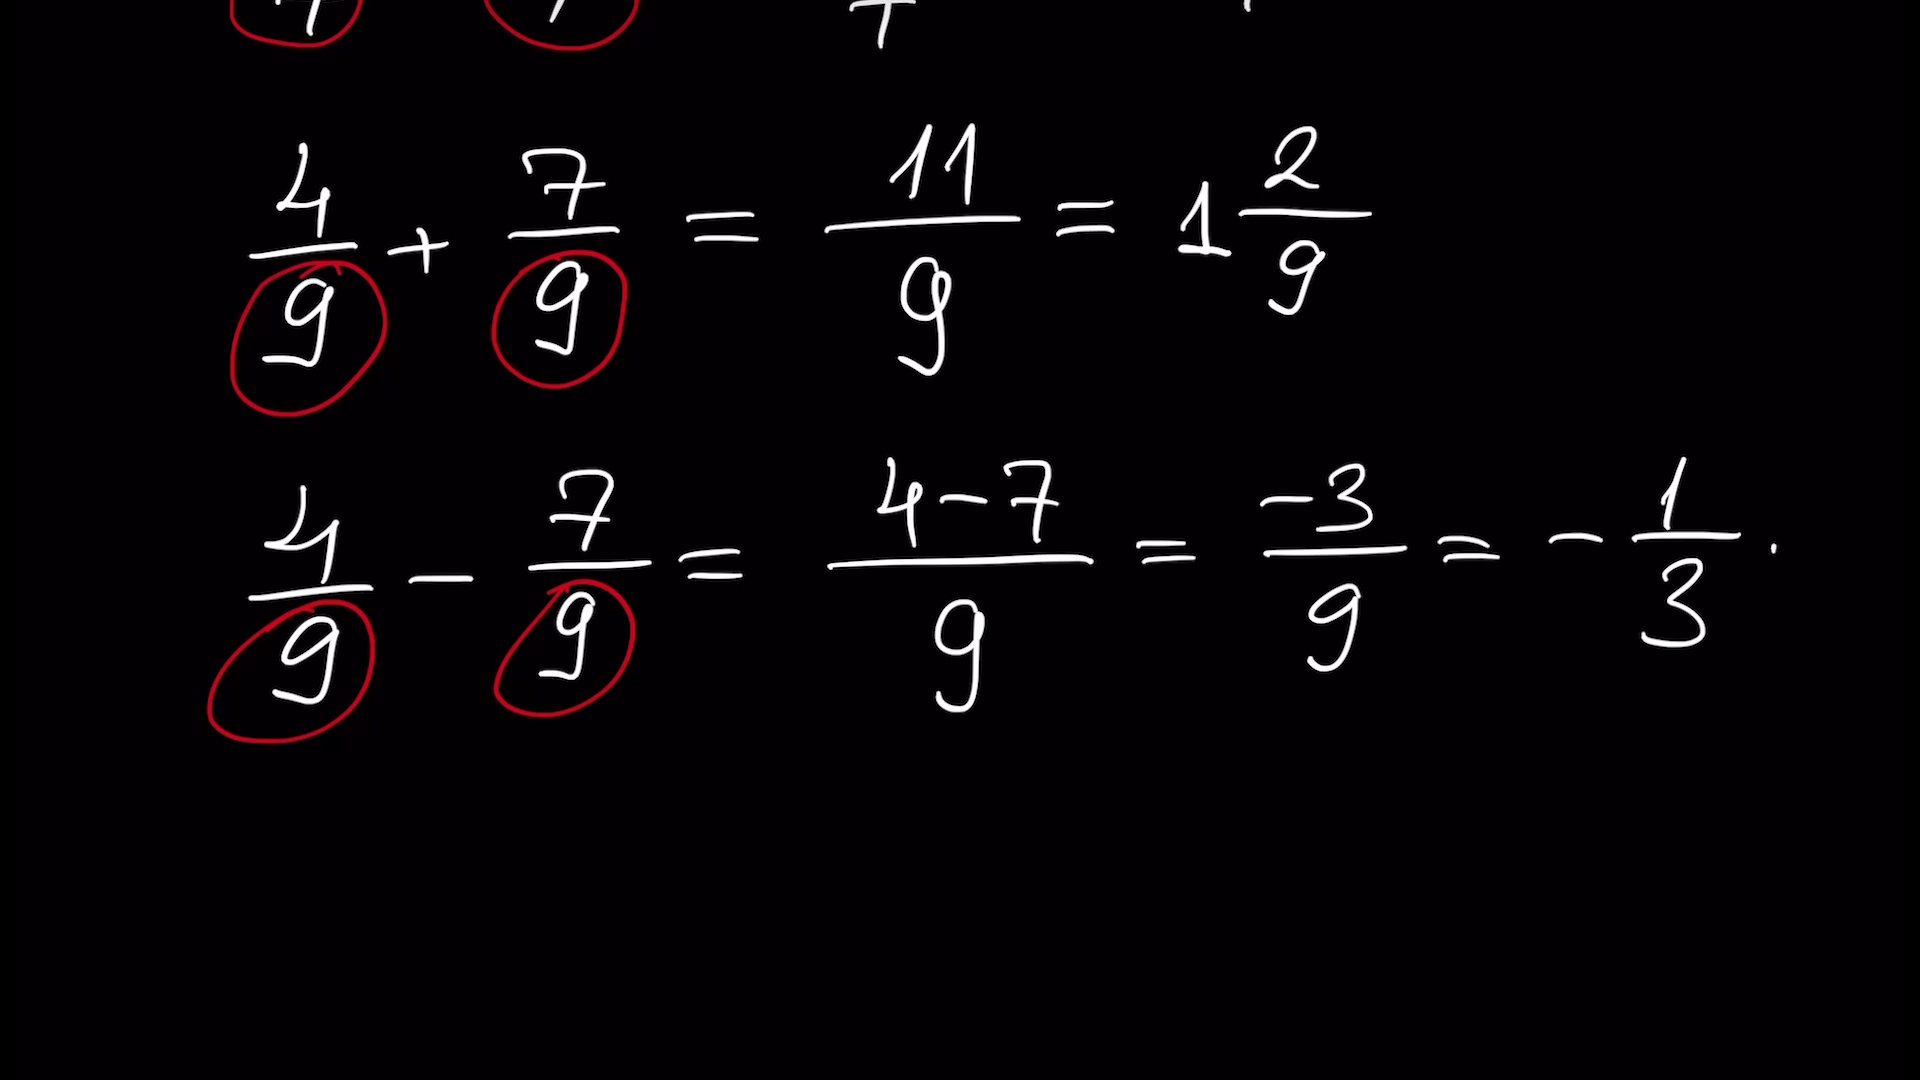 4/9 + 7/9 = 11/9 = 1 2/9
4/9 - 7/9 = 4-7/9 = -3/9 = - 1/3 .